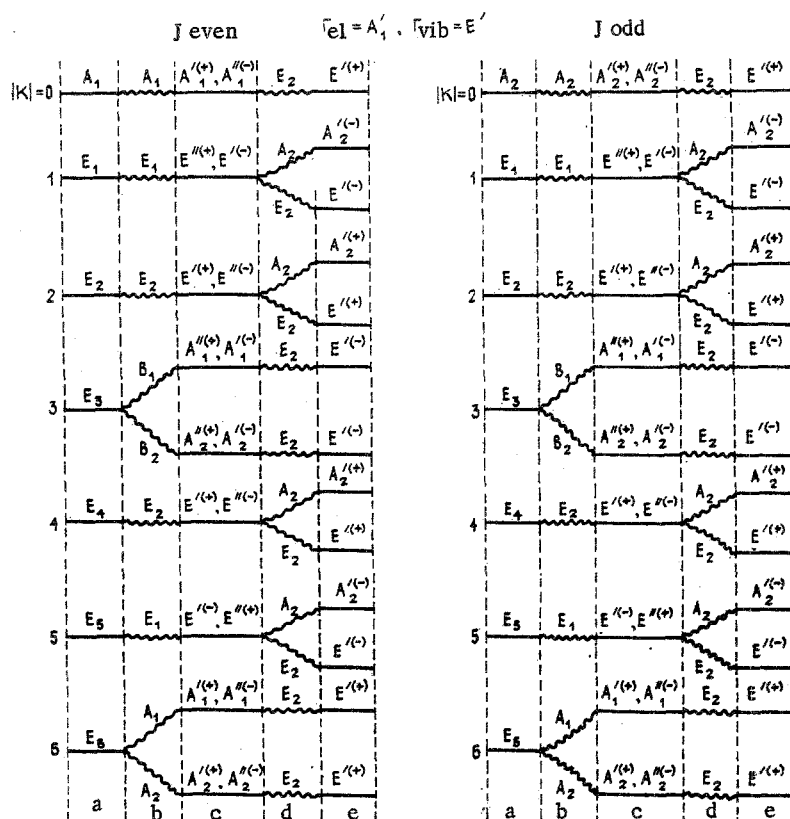 J even Γel = A₁′ , Γvib = E′ J odd
|K|=0 A₁ A₁ A₁′⁽⁺⁾, A₁″⁽⁻⁾ E₂ E′⁽⁺⁾
1 E₁ E₁ E″⁽⁺⁾, E′⁽⁻⁾ A₂ A₂′⁽⁻⁾
E₂ E′⁽⁻⁾
2 E₂ E₂ E′⁽⁺⁾, E″⁽⁻⁾ A₂ A₂′⁽⁺⁾
E₂ E′⁽⁺⁾
B₁ A₁″⁽⁺⁾, A₁′⁽⁻⁾ E₂ E′⁽⁻⁾
3 E₃
B₂ A₂″⁽⁺⁾, A₂′⁽⁻⁾ E₂ E′⁽⁻⁾
4 E₄ E₂ E′⁽⁺⁾, E″⁽⁻⁾ A₂ A₂′⁽⁺⁾
E₂ E′⁽⁺⁾
5 E₅ E₁ E′⁽⁻⁾, E″⁽⁺⁾ A₂ A₂′⁽⁻⁾
E₂ E′⁽⁻⁾
A₁ A₁′⁽⁺⁾, A₁″⁽⁻⁾ E₂ E′⁽⁺⁾
6 E₆
A₂ A₂′⁽⁺⁾, A₂″⁽⁻⁾ E₂ E′⁽⁺⁾
a b c d e
|K|=0 A₂ A₂ A₂′⁽⁺⁾, A₂″⁽⁻⁾ E₂ E′⁽⁺⁾
1 E₁ E₁ E″⁽⁺⁾, E′⁽⁻⁾ A₂ A₂′⁽⁻⁾
E₂ E′⁽⁻⁾
2 E₂ E₂ E′⁽⁺⁾, E″⁽⁻⁾ A₂ A₂′⁽⁺⁾
E₂ E′⁽⁺⁾
B₁ A₁″⁽⁺⁾, A₁′⁽⁻⁾ E₂ E′⁽⁻⁾
3 E₃
B₂ A₂″⁽⁺⁾, A₂′⁽⁻⁾ E₂ E′⁽⁻⁾
4 E₄ E₂ E′⁽⁺⁾, E″⁽⁻⁾ A₂ A₂′⁽⁺⁾
E₂ E′⁽⁺⁾
5 E₅ E₁ E′⁽⁻⁾, E″⁽⁺⁾ A₂ A₂′⁽⁻⁾
E₂ E′⁽⁻⁾
A₁ A₁′⁽⁺⁾, A₁″⁽⁻⁾ E₂ E′⁽⁺⁾
6
A₂ A₂′⁽⁺⁾, A₂″⁽⁻⁾ E₂ E′⁽⁺⁾
a b c d e